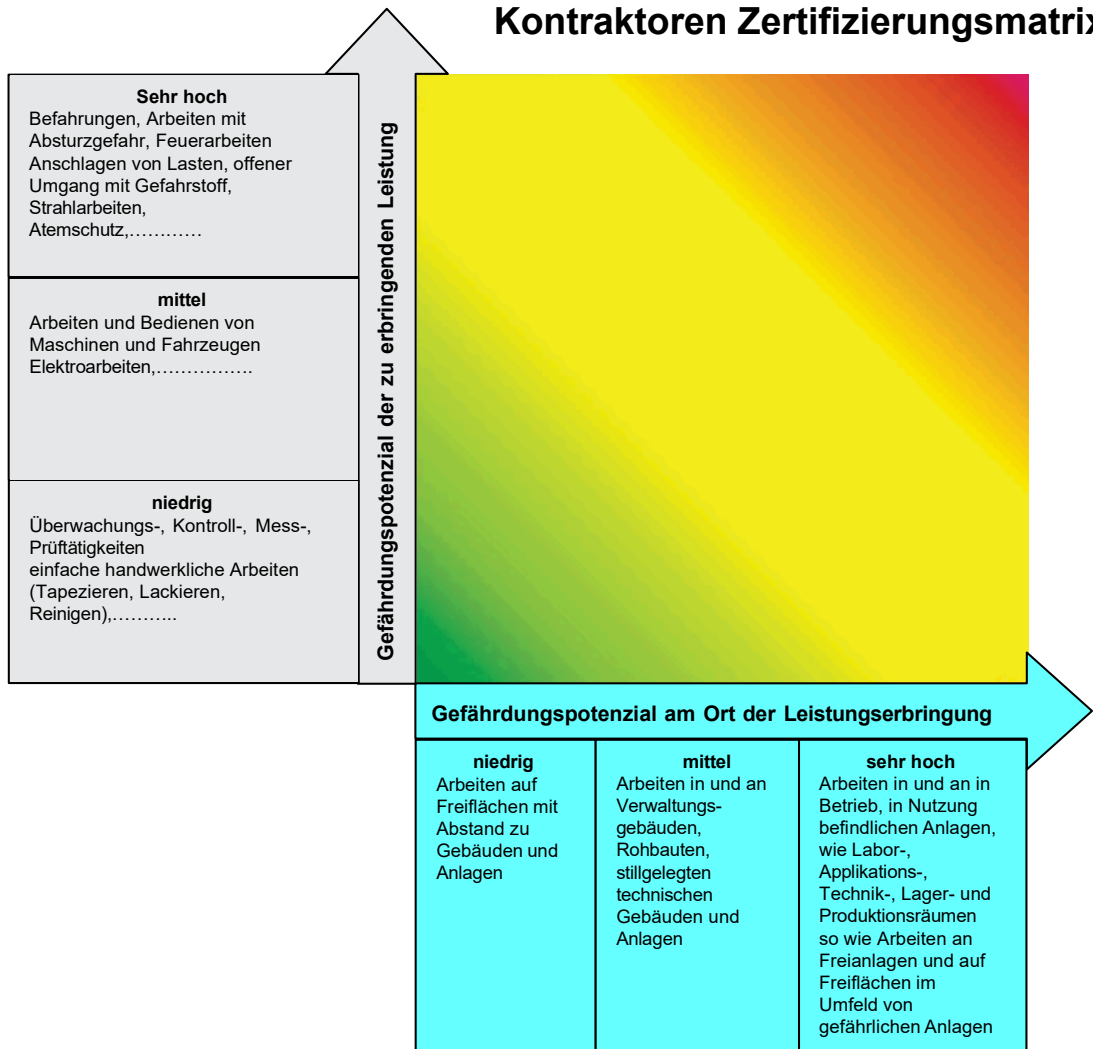 Kontraktoren Zertifizierungsmatrix
Sehr hoch
Befahrungen, Arbeiten mit
Absturzgefahr, Feuerarbeiten
Anschlagen von Lasten, offener
Umgang mit Gefahrstoff,
Strahlarbeiten,
Atemschutz,…………
mittel
Arbeiten und Bedienen von
Maschinen und Fahrzeugen
Elektroarbeiten,…………….
niedrig
Überwachungs-, Kontroll-, Mess-,
Prüftätigkeiten
einfache handwerkliche Arbeiten
(Tapezieren, Lackieren,
Reinigen),………..
Gefährdungspotenzial der zu erbringenden Leistung
Gefährdungspotenzial am Ort der Leistungserbringung
niedrig
Arbeiten auf
Freiflächen mit
Abstand zu
Gebäuden und
Anlagen
mittel
Arbeiten in und an
Verwaltungs-
gebäuden,
Rohbauten,
stillgelegten
technischen
Gebäuden und
Anlagen
sehr hoch
Arbeiten in und an in
Betrieb, in Nutzung
befindlichen Anlagen,
wie Labor-,
Applikations-,
Technik-, Lager- und
Produktionsräumen
so wie Arbeiten an
Freianlagen und auf
Freiflächen im
Umfeld von
gefährlichen Anlagen